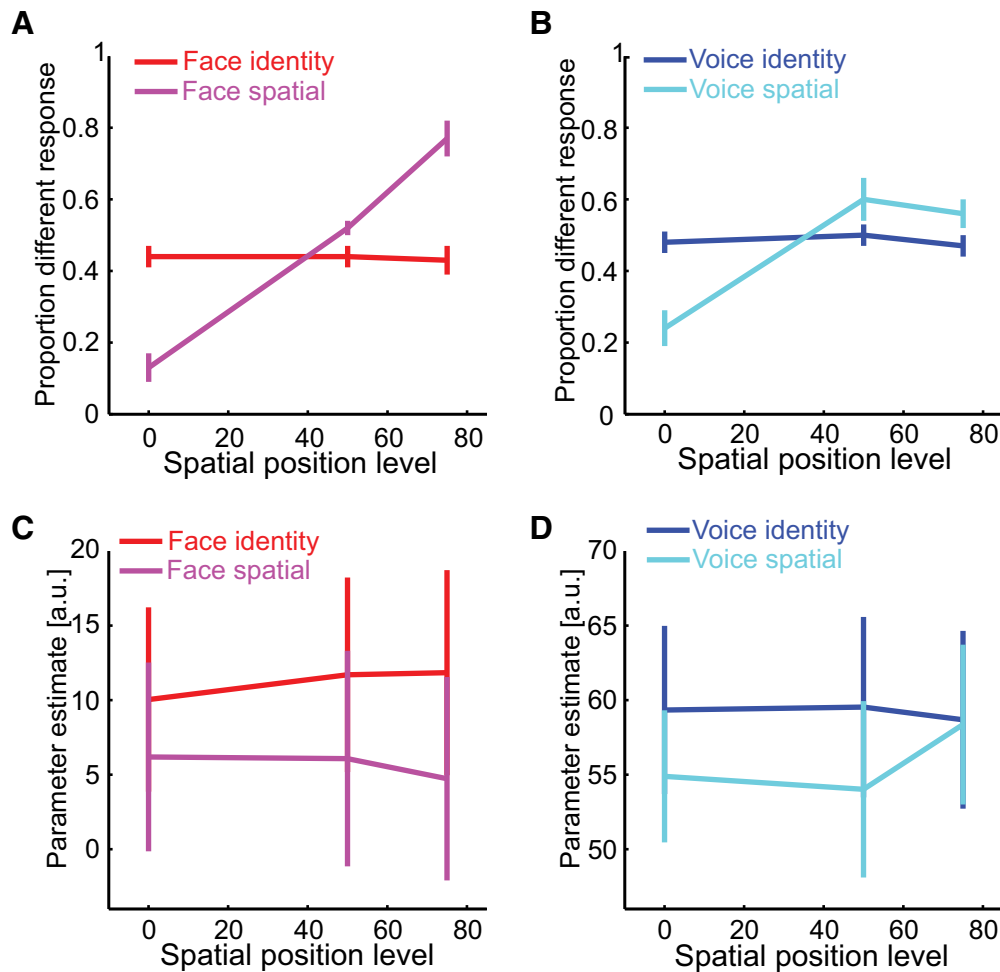 A
Face identity
Face spatial
Proportion different response
1
0.8
0.6
0.4
0.2
0
0 20 40 60 80
Spatial position level
B
Voice identity
Voice spatial
Proportion different response
1
0.8
0.6
0.4
0.2
0
0 20 40 60 80
Spatial position level
C
Face identity
Face spatial
Parameter estimate [a.u.]
20
15
10
5
0
0 20 40 60 80
Spatial position level
D
Voice identity
Voice spatial
Parameter estimate [a.u.]
70
65
60
55
50
0 20 40 60 80
Spatial position level